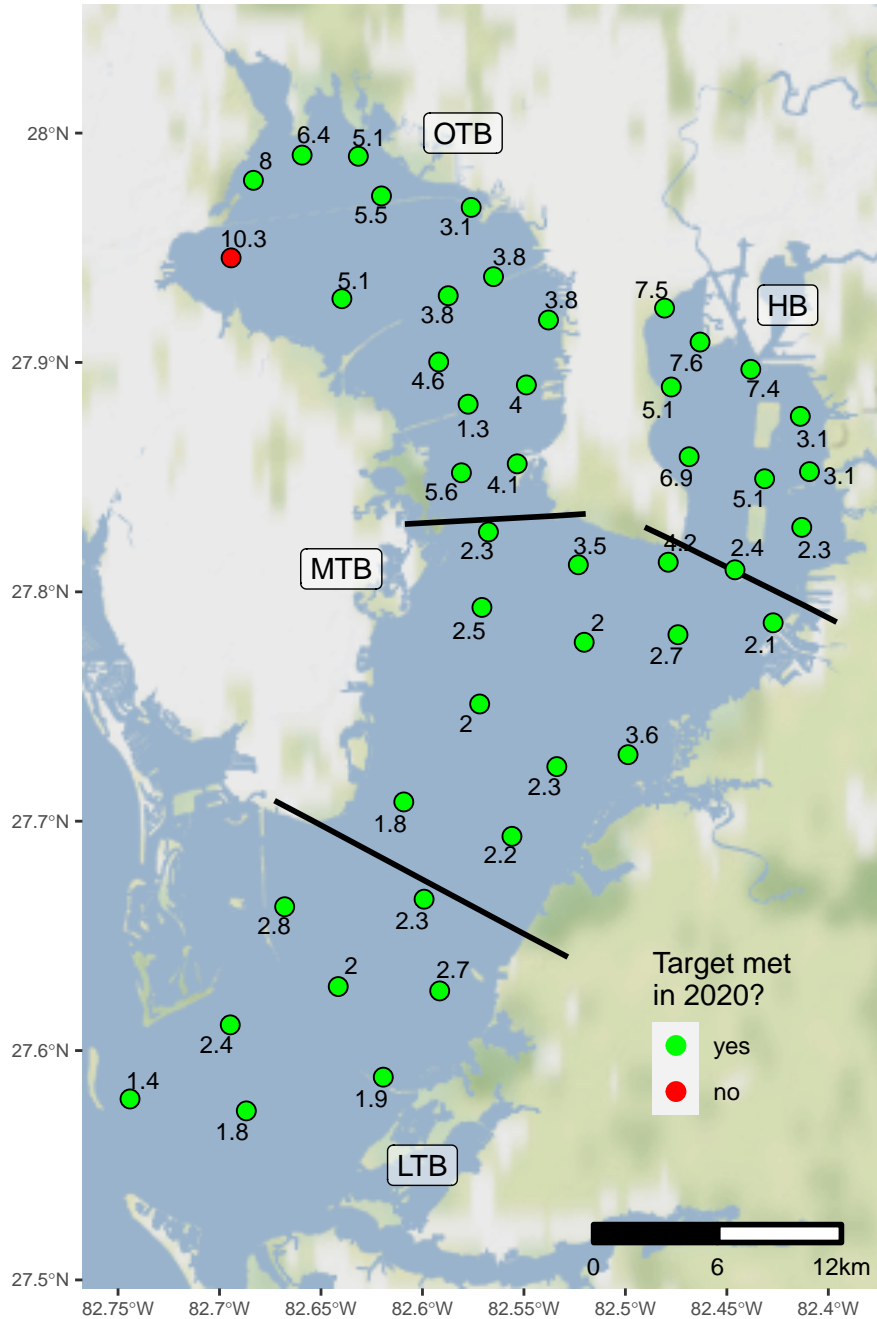 OTB
28°N
6.4
5.1
8
5.5
3.1
10.3
3.8
5.1
3.8
3.8
7.5
HB
27.9°N
7.6
4.6
7.4
4
5.1
1.3
3.1
6.9
3.1
5.6
4.1
5.1
2.3
3.5
4.2
2.4
2.3
MTB
27.8°N
2.5
2
2.7
2.1
2
3.6
2.3
27.7°N
1.8
2.2
2.8
2.3
2
2.7
Target met
in 2020?
2.4
27.6°N
yes
1.4
1.9
no
1.8
LTB
0
6
12km
27.5°N
82.75°W
82.7°W
82.65°W
82.6°W
82.55°W
82.5°W
82.45°W
82.4°W